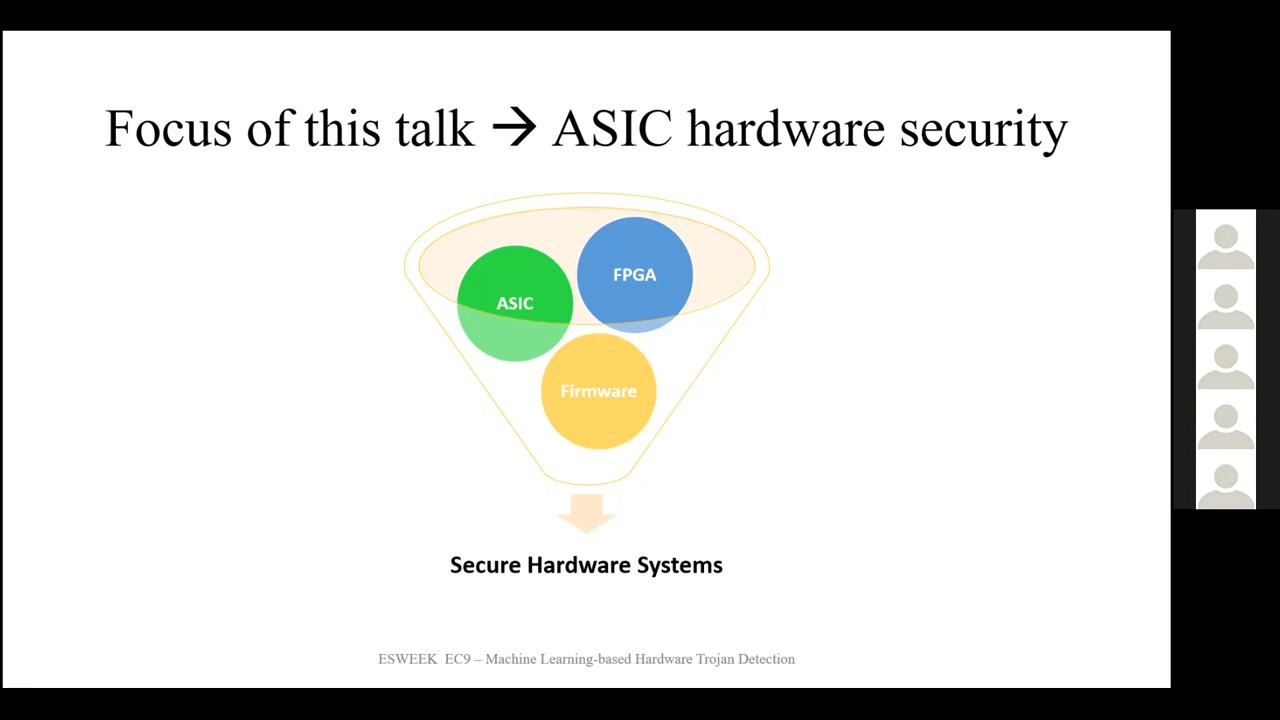 Focus of this talk → ASIC hardware security
FPGA
ASIC
Firmware
Secure Hardware Systems
ESWEEK EC9 – Machine Learning-based Hardware Trojan Detection